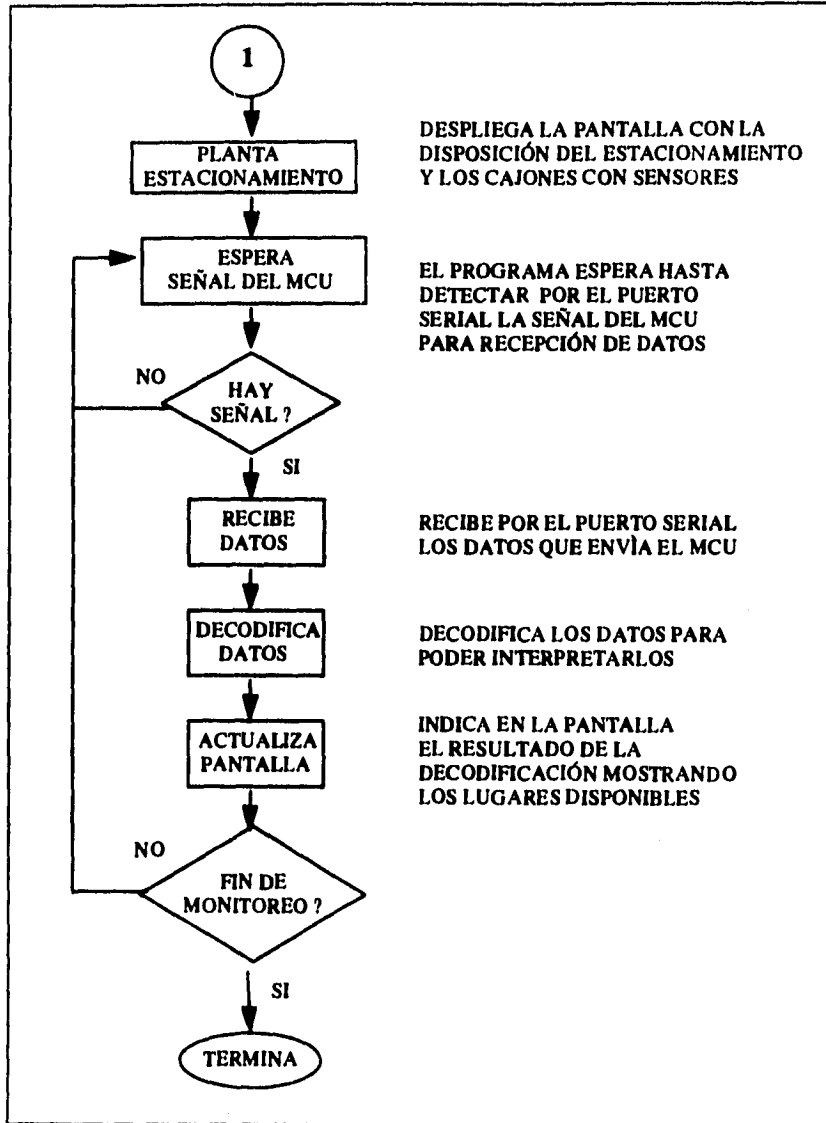 1
PLANTA
ESTACIONAMIENTO
DESPLIEGA LA PANTALLA CON LA
DISPOSICIÓN DEL ESTACIONAMIENTO
Y LOS CAJONES CON SENSORES
ESPERA
SEÑAL DEL MCU
EL PROGRAMA ESPERA HASTA
DETECTAR POR EL PUERTO
SERIAL LA SEÑAL DEL MCU
PARA RECEPCIÓN DE DATOS
NO
HAY
SEÑAL ?
SI
RECIBE
DATOS
RECIBE POR EL PUERTO SERIAL
LOS DATOS QUE ENVÌA EL MCU
DECODIFICA
DATOS
DECODIFICA LOS DATOS PARA
PODER INTERPRETARLOS
ACTUALIZA
PANTALLA
INDICA EN LA PANTALLA
EL RESULTADO DE LA
DECODIFICACIÓN MOSTRANDO
LOS LUGARES DISPONIBLES
NO
FIN DE
MONITOREO ?
SI
TERMINA